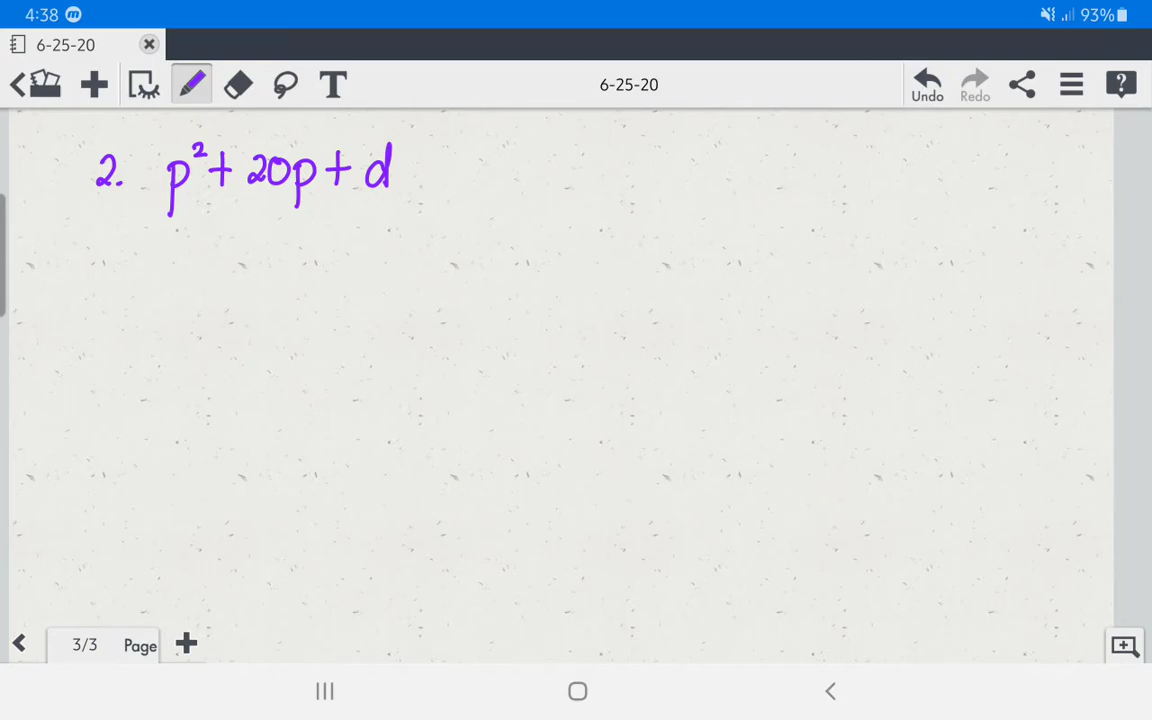 4:38 93%
6-25-20
6-25-20 Undo Redo
2. p² + 20p + d
3/3 Page